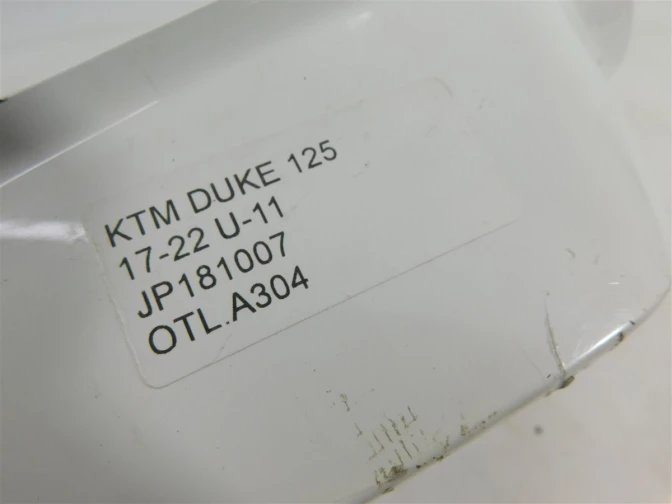 KTM DUKE 125
17-22 U-11
JP181007
OTL.A304